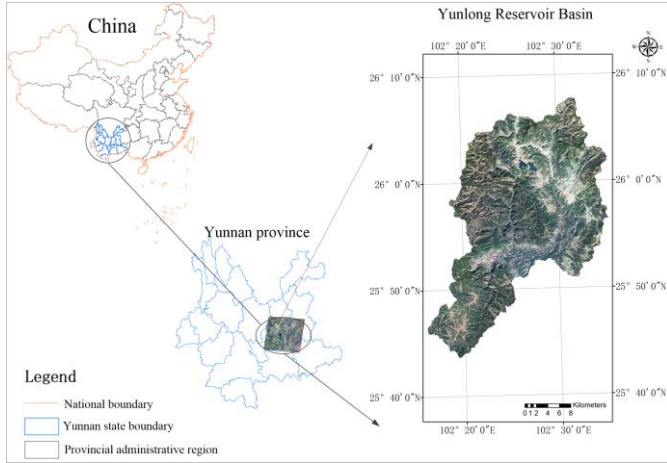 China
Yunlong Reservoir Basin
102° 20′0″E 102° 30′0″E
26° 10′0″N 26° 10′0″N
26° 0′0″N 26° 0′0″N
Yunnan province
25° 50′0″N 25° 50′0″N
Legend
National boundary
Yunnan state boundary
Provincial administrative region
25° 40′0″N 25° 40′0″N
Kilometers
0 1 2 4 6 8
102° 20′0″E 102° 30′0″E